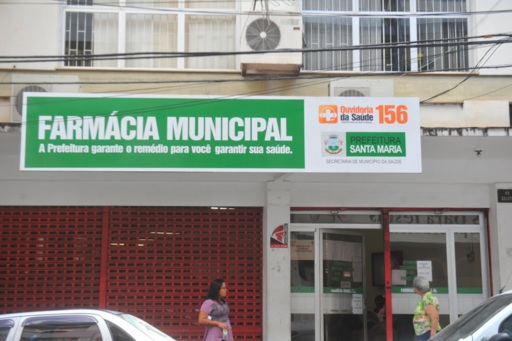 FARMÁCIA MUNICIPAL
A Prefeitura garante o remédio para você garantir sua saúde.
Ouvidoria
da Saúde 156
PREFEITURA
SANTA MARIA
SECRETARIA DE MUNICÍPIO DA SAÚDE